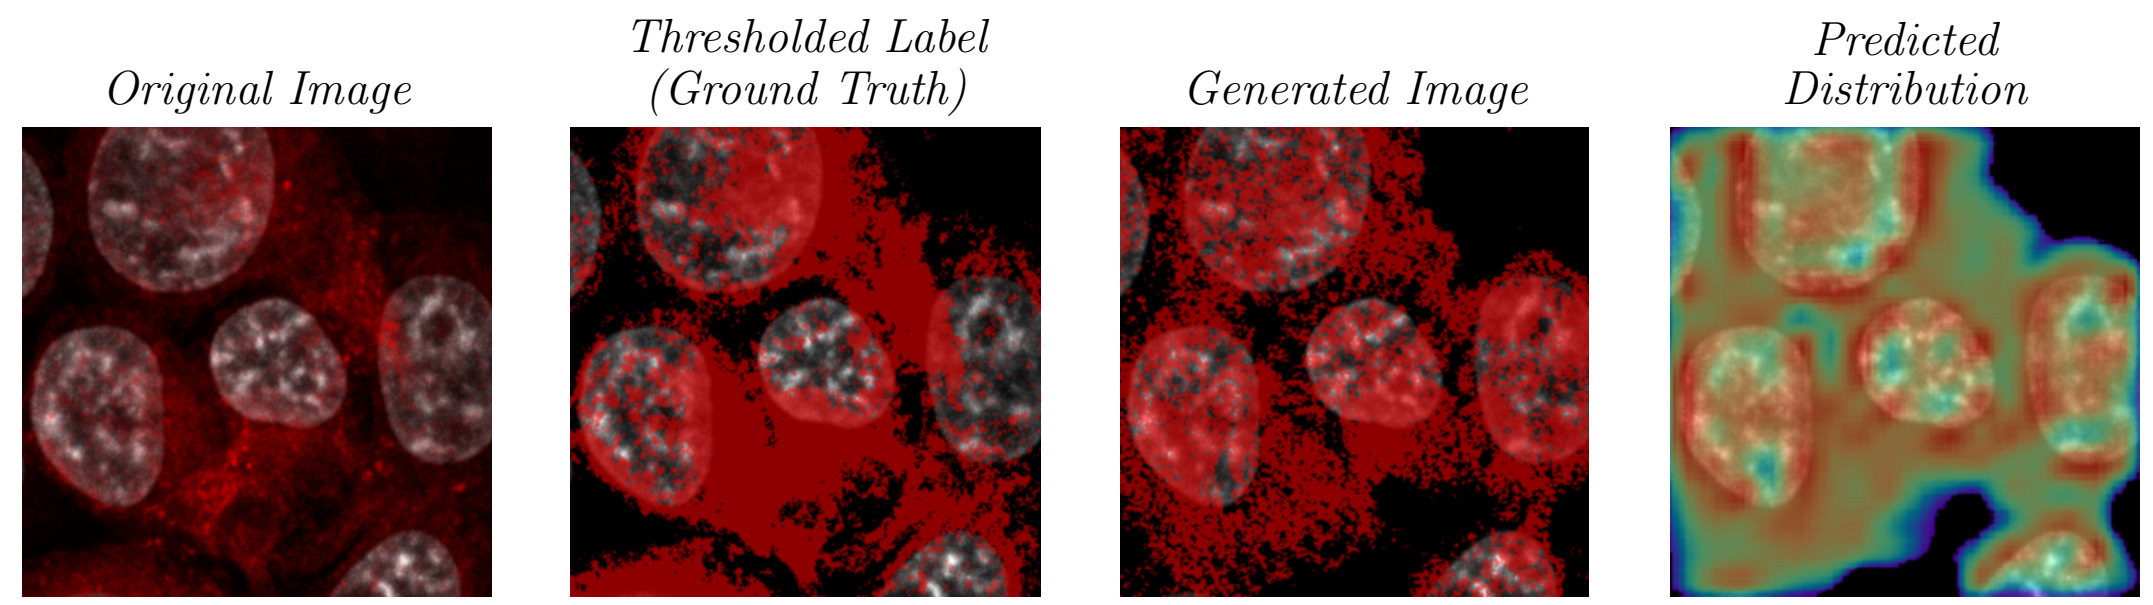 Original Image
Thresholded Label
(Ground Truth)
Generated Image
Predicted
Distribution